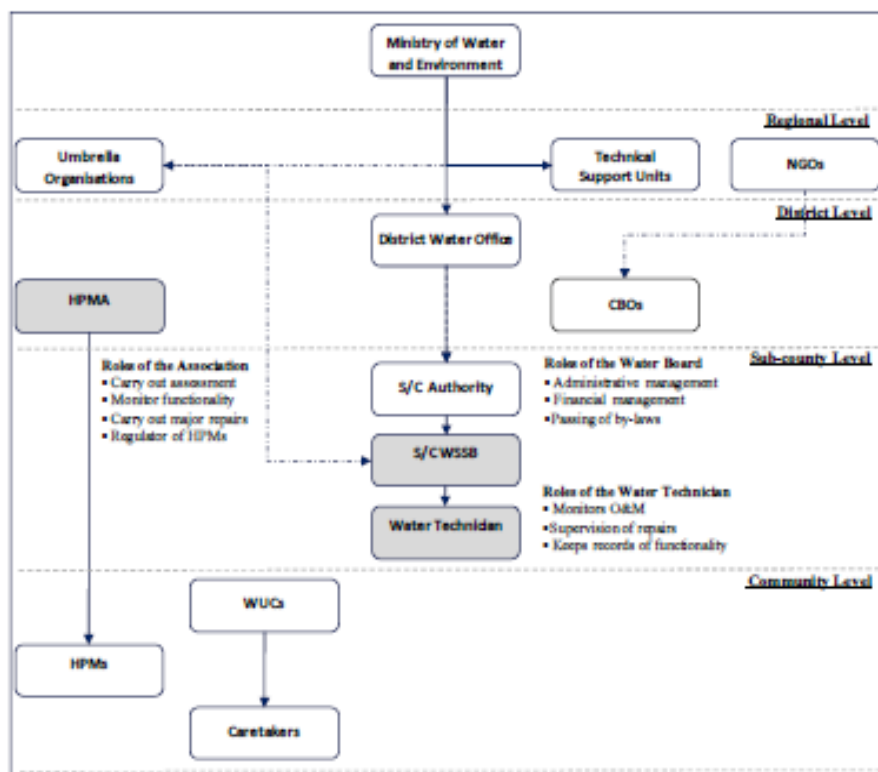 Ministry of Water
and Environment
Regional Level
Umbrella
Organisations
Technical
Support Units
NGOs
District Level
District Water Office
HPMA
CBOs
Sub-county Level
Roles of the Association
▪ Carry out assessment
▪ Monitor functionality
▪ Carry out major repairs
▪ Regulator of HPMs
S/C Authority
Roles of the Water Board
▪ Administrative management
▪ Financial management
▪Passing of by-laws
S/CWSSB
Roles of the Water Technician
▪ Monitors O&M
▪Supervision of repairs
▪ Keeps records of functionality
Water Technician
Community Level
WUCs
HPMs
Caretakers